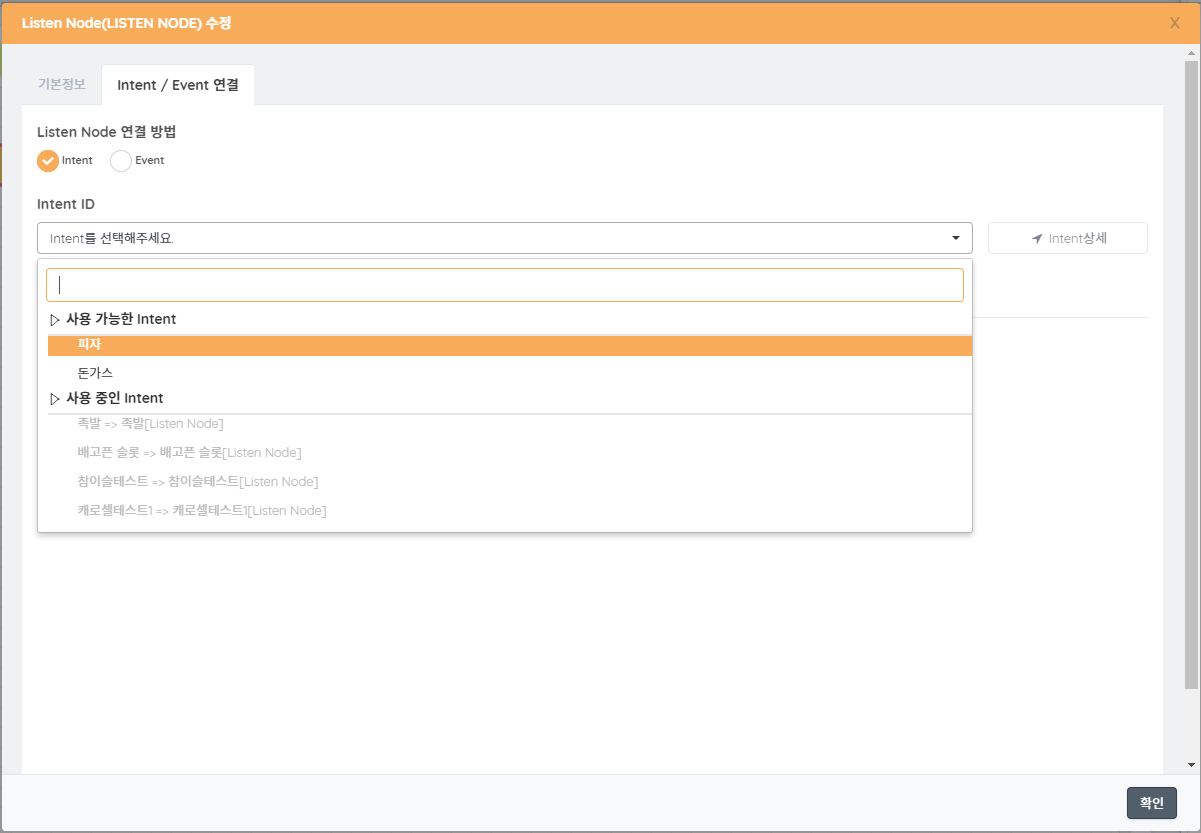 Listen Node(LISTEN NODE) 수정
X
기본정보
Intent / Event 연결
Listen Node 연결 방법
Intent
Event
Intent ID
Intent를 선택해주세요.
Intent상세
사용 가능한 Intent
피자
돈가스
사용 중인 Intent
족발 => 족발[Listen Node]
배고픈 슬롯 => 배고픈 슬롯[Listen Node]
참이슬테스트 => 참이슬테스트[Listen Node]
캐로셀테스트1 => 캐로셀테스트1[Listen Node]
확인